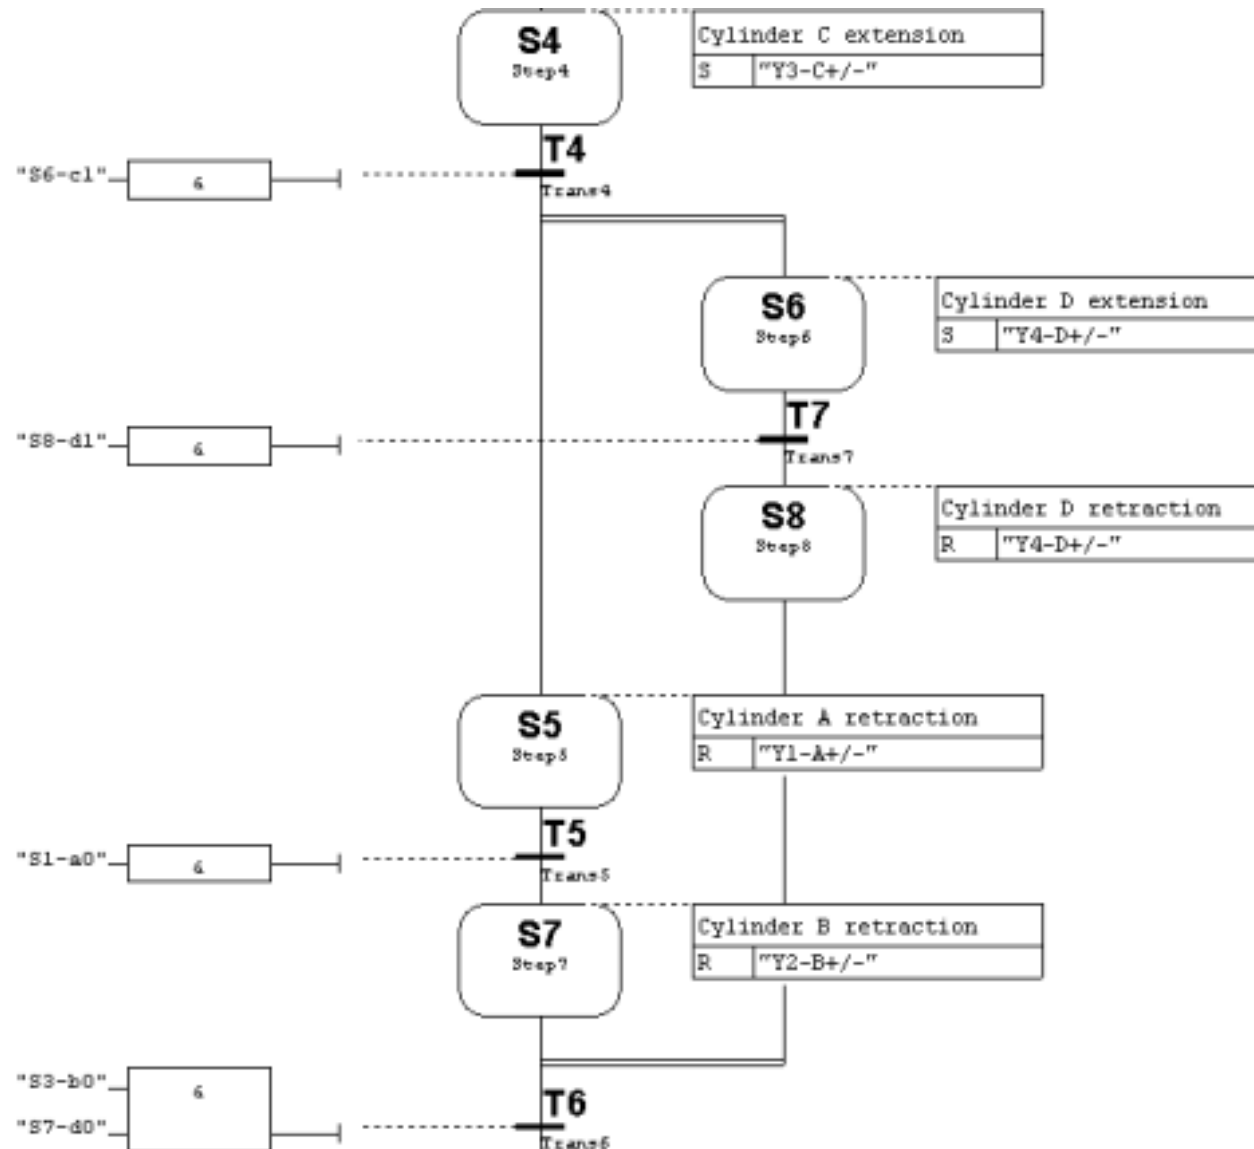 S4
Step4
Cylinder C extension
S "Y3-C+/-"
T4
"S6-c1"
&
Trans4
S6
Step6
Cylinder D extension
S "Y4-D+/-"
T7
"S8-d1"
&
Trans7
S8
Step8
Cylinder D retraction
R "Y4-D+/-"
S5
Step5
Cylinder A retraction
R "Y1-A+/-"
T5
"S1-a0"
&
Trans5
S7
Step7
Cylinder B retraction
R "Y2-B+/-"
"S3-b0"
&
T6
"S7-d0"
Trans6